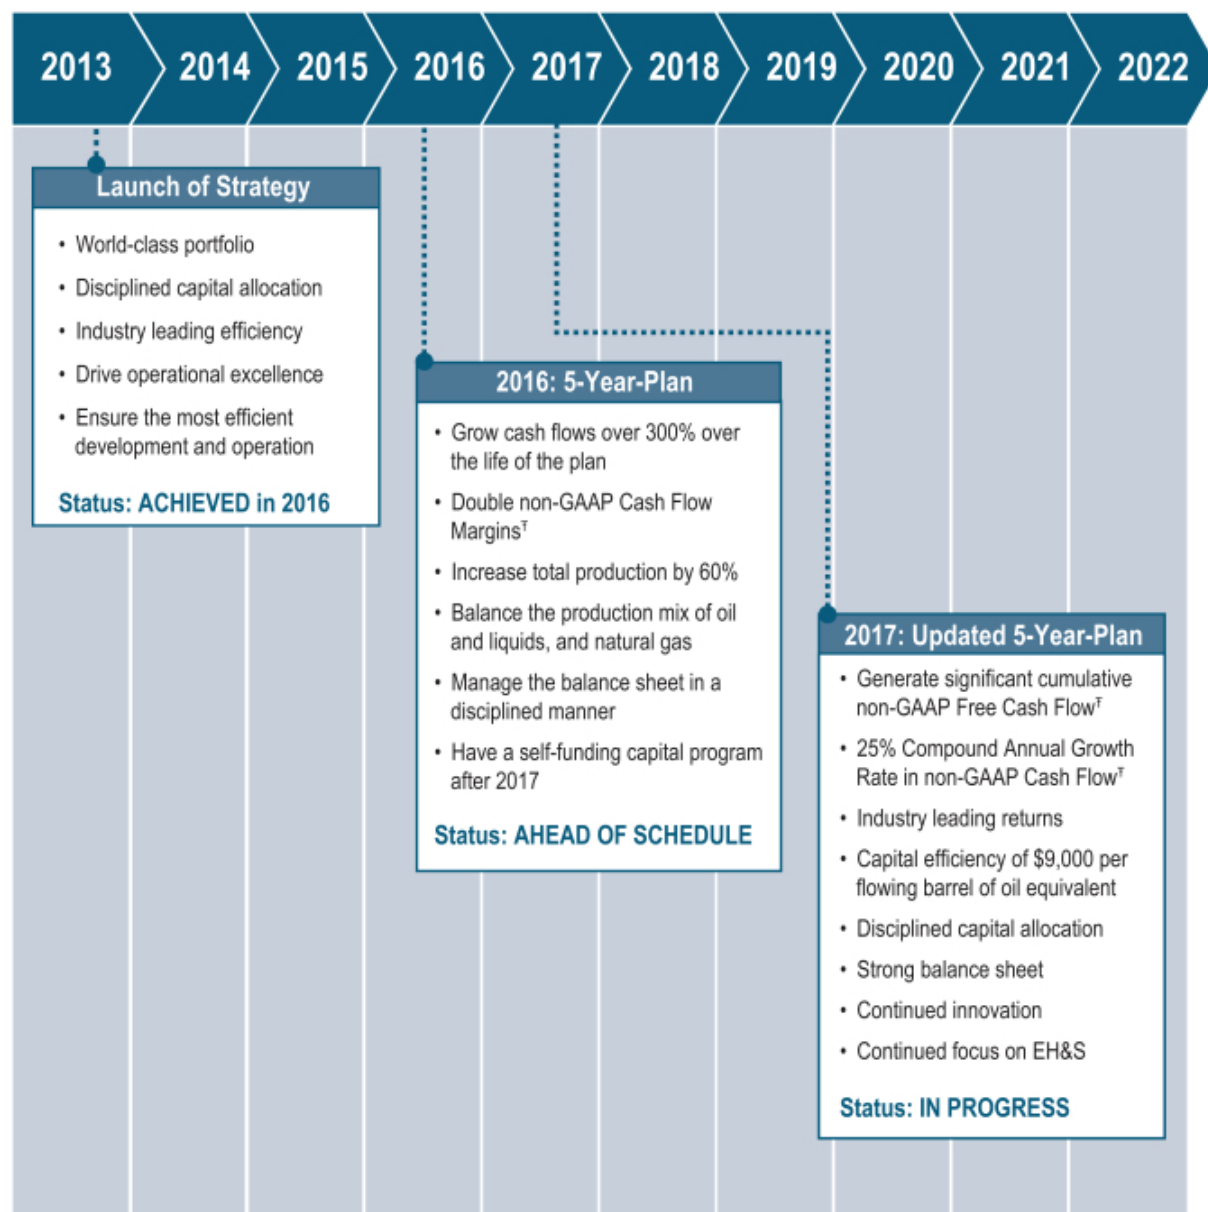 2013 2014 2015 2016 2017 2018 2019 2020 2021 2022
Launch of Strategy
• World-class portfolio
• Disciplined capital allocation
• Industry leading efficiency
• Drive operational excellence
• Ensure the most efficient
development and operation
Status: ACHIEVED in 2016
2016: 5-Year-Plan
• Grow cash flows over 300% over
the life of the plan
• Double non-GAAP Cash Flow
Margins Ŧ
• Increase total production by 60%
• Balance the production mix of oil
and liquids, and natural gas
• Manage the balance sheet in a
disciplined manner
• Have a self-funding capital program
after 2017
Status: AHEAD OF SCHEDULE
2017: Updated 5-Year-Plan
• Generate significant cumulative
non-GAAP Free Cash Flow Ŧ
• 25% Compound Annual Growth
Rate in non-GAAP Cash Flow Ŧ
• Industry leading returns
• Capital efficiency of $9,000 per
flowing barrel of oil equivalent
• Disciplined capital allocation
• Strong balance sheet
• Continued innovation
• Continued focus on EH&S
Status: IN PROGRESS